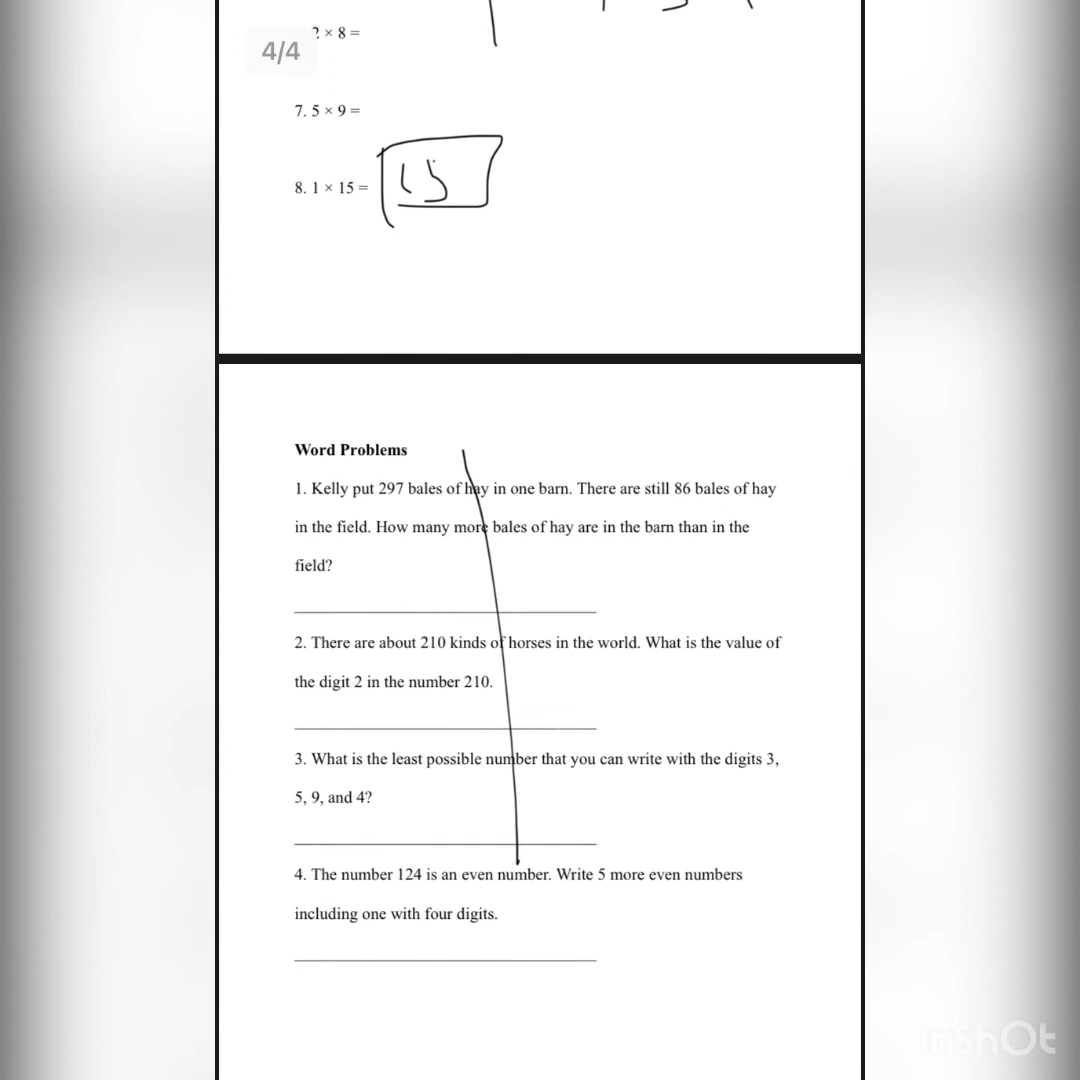 2 × 8 =
4/4
7. 5 × 9 =
8. 1 × 15 = 15
Word Problems
1. Kelly put 297 bales of hay in one barn. There are still 86 bales of hay
in the field. How many more bales of hay are in the barn than in the
field?
2. There are about 210 kinds of horses in the world. What is the value of
the digit 2 in the number 210.
3. What is the least possible number that you can write with the digits 3,
5, 9, and 4?
4. The number 124 is an even number. Write 5 more even numbers
including one with four digits.
InShOt